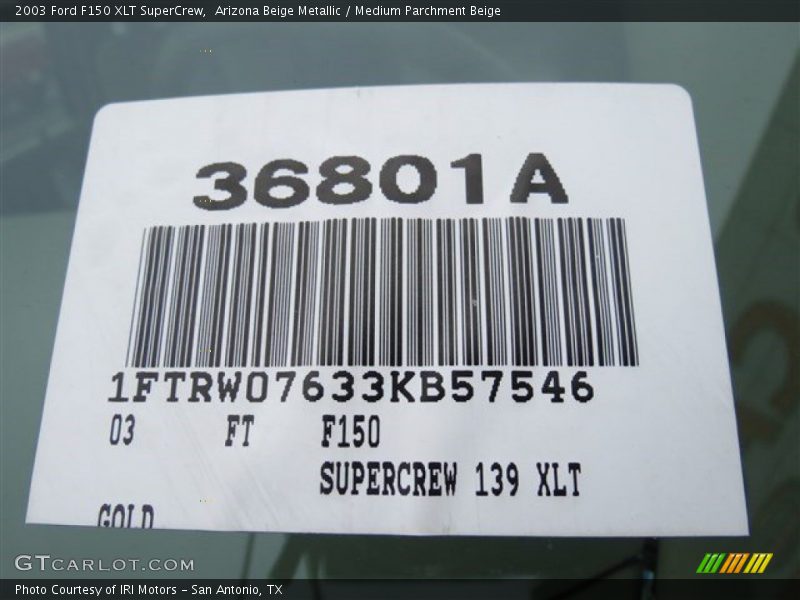 2003 Ford F150 XLT SuperCrew,  Arizona Beige Metallic / Medium Parchment Beige
36801A
1FTRW07633KB57546
03 FT F150
SUPERCREW 139 XLT
GOLD
GTCARLOT.COM
Photo Courtesy of IRI Motors – San Antonio, TX